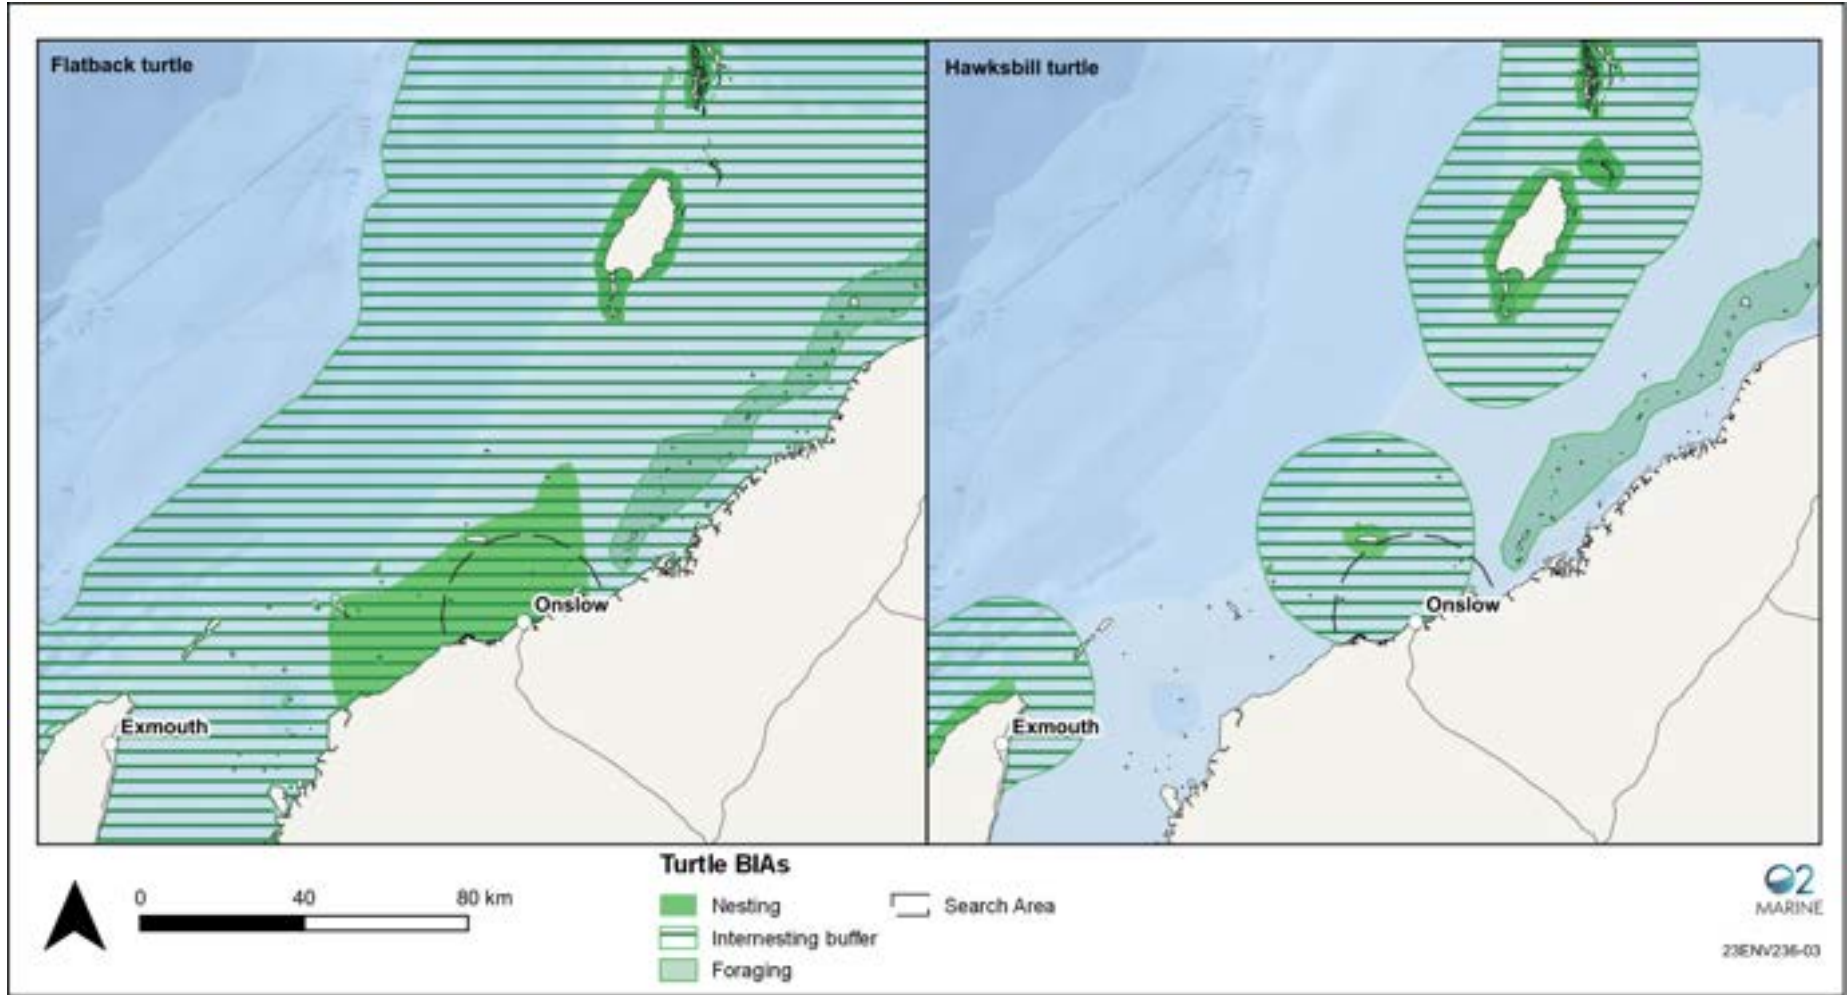 Flatback turtle
Hawksbill turtle
Onslow
Exmouth
Onslow
Exmouth
Turtle BIAs
0 40 80 km
Nesting
Search Area
Internesting buffer
Foraging
O2
MARINE
23ENV236-03